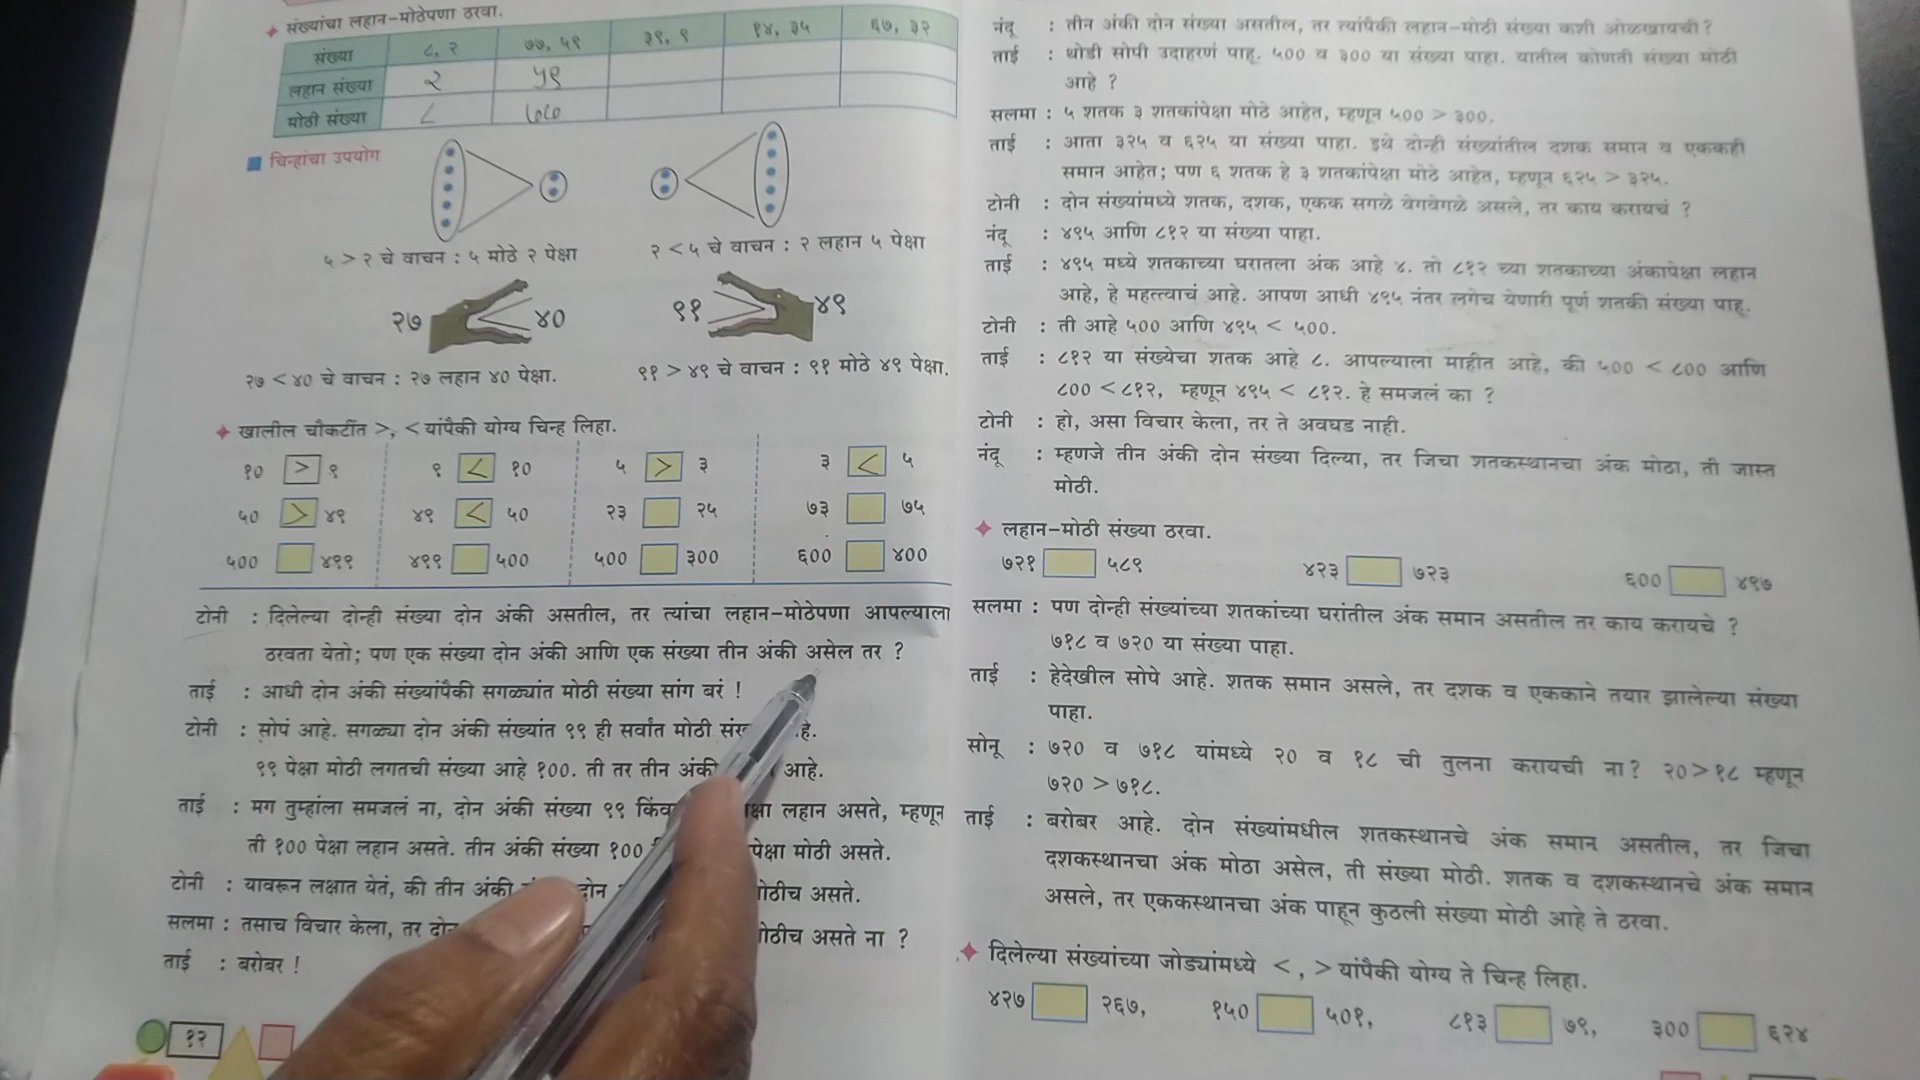 संख्यांचा लहान-मोठेपणा ठरवा.
संख्या ८, २ ७७, ५९ ३९, ९ १४, ३५ ६७, ३२
लहान संख्या २ ५९
मोठी संख्या ८ ७७
चिन्हांचा उपयोग
५ > २ चे वाचन : ५ मोठे २ पेक्षा २ < ५ चे वाचन : २ लहान ५ पेक्षा
२७ < ४० ९१ > ४९
२७ < ४० चे वाचन : २७ लहान ४० पेक्षा. ९१ > ४९ चे वाचन : ९१ मोठे ४९ पेक्षा.
खालील चौकटींत >, < यांपैकी योग्य चिन्ह लिहा.
१० > ९ ९ < १० ५ > ३ ३ < ५
५० > ४९ ४९ < ५० २३ २५ ७३ ७५
५०० ४९९ ४९९ ५०० ५०० ३०० ६०० ४००
टोनी : दिलेल्या दोन्ही संख्या दोन अंकी असतील, तर त्यांचा लहान-मोठेपणा आपल्याला
ठरवता येतो; पण एक संख्या दोन अंकी आणि एक संख्या तीन अंकी असेल तर ?
ताई : आधी दोन अंकी संख्यांपैकी सगळ्यांत मोठी संख्या सांग बरं !
टोनी : सोपं आहे. सगळ्या दोन अंकी संख्यांत ९९ ही सर्वांत मोठी
९९ पेक्षा मोठी लगतची संख्या आहे १००. ती तर तीन अंकी आहे.
ताई : मग तुम्हांला समजलं ना, दोन अंकी संख्या ९९ किंवा लहान असते, म्हणून
ती १०० पेक्षा लहान असते. तीन अंकी संख्या १०० पेक्षा मोठी असते.
टोनी : यावरून लक्षात येतं, की तीन अंकी दोन मोठीच असते.
सलमा : तसाच विचार केला, तर मोठीच असते ना ?
ताई : बरोबर !
१२
नंदू : तीन अंकी दोन संख्या असतील, तर त्यांपैकी लहान-मोठी संख्या कशी ओळखायची ?
ताई : थोडी सोपी उदाहरणं पाहू. ५०० व ३०० या संख्या पाहा. यातील कोणती संख्या मोठी
आहे ?
सलमा : ५ शतक ३ शतकांपेक्षा मोठे आहेत, म्हणून ५०० > ३००.
ताई : आता ३२५ व ६२५ या संख्या पाहा. इथे दोन्ही संख्यांतील दशक समान व एककही
समान आहेत; पण ६ शतक हे ३ शतकांपेक्षा मोठे आहेत, म्हणून ६२५ > ३२५.
टोनी : दोन संख्यांमध्ये शतक, दशक, एकक सगळे वेगवेगळे असले, तर काय करायचं ?
नंदू : ४९५ आणि ८१२ या संख्या पाहा.
ताई : ४९५ मध्ये शतकाच्या घरातला अंक आहे ४. तो ८१२ च्या शतकाच्या अंकापेक्षा लहान
आहे, हे महत्त्वाचं आहे. आपण आधी ४९५ नंतर लगेच येणारी पूर्ण शतकी संख्या पाहू.
टोनी : ती आहे ५०० आणि ४९५ < ५००.
ताई : ८१२ या संख्येचा शतक आहे ८. आपल्याला माहीत आहे, की ५०० < ८०० आणि
८०० < ८१२, म्हणून ४९५ < ८१२. हे समजलं का ?
टोनी : हो, असा विचार केला, तर ते अवघड नाही.
नंदू : म्हणजे तीन अंकी दोन संख्या दिल्या, तर जिचा शतकस्थानचा अंक मोठा, ती जास्त
मोठी.
लहान-मोठी संख्या ठरवा.
७२१ ५८९ ४२३ ७२३ ६०० ४९७
सलमा : पण दोन्ही संख्यांच्या शतकांच्या घरांतील अंक समान असतील तर काय करायचे ?
७१८ व ७२० या संख्या पाहा.
ताई : हेदेखील सोपे आहे. शतक समान असले, तर दशक व एककाने तयार झालेल्या संख्या
पाहा.
सोनू : ७२० व ७१८ यांमध्ये २० व १८ ची तुलना करायची ना? २०>१८ म्हणून
७२० > ७१८.
ताई : बरोबर आहे. दोन संख्यांमधील शतकस्थानचे अंक समान असतील, तर जिचा
दशकस्थानचा अंक मोठा असेल, ती संख्या मोठी. शतक व दशकस्थानचे अंक समान
असले, तर एककस्थानचा अंक पाहून कुठली संख्या मोठी आहे ते ठरवा.
दिलेल्या संख्यांच्या जोड्यांमध्ये < , > यांपैकी योग्य ते चिन्ह लिहा.
४२७ २६७, १५० ५०१, ८१३ ७९, ३०० ६२४